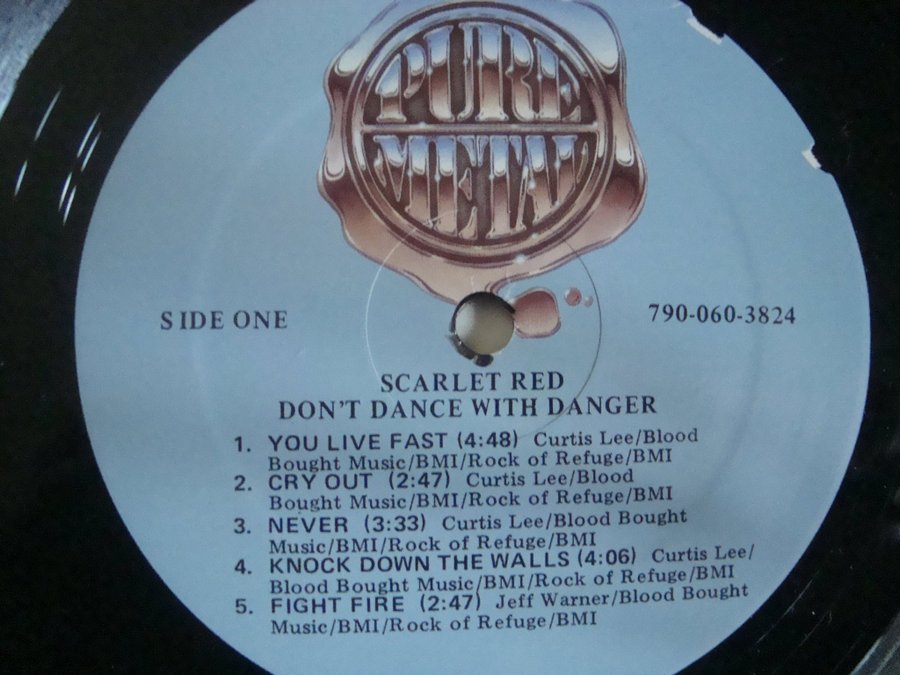 PURE
METAL
SIDE ONE
790-060-3824
SCARLET RED
DON'T DANCE WITH DANGER
1. YOU LIVE FAST (4:48) Curtis Lee/Blood
Bought Music/BMI/Rock of Refuge/BMI
2. CRY OUT (2:47) Curtis Lee/Blood
Bought Music/BMI/Rock of Refuge/BMI
3. NEVER (3:33) Curtis Lee/Blood Bought
Music/BMI/Rock of Refuge/BMI
4. KNOCK DOWN THE WALLS (4:06) Curtis Lee/
Blood Bought Music/BMI/Rock of Refuge/BMI
5. FIGHT FIRE (2:47) Jeff Warner/Blood Bought
Music/BMI/Rock of Refuge/BMI